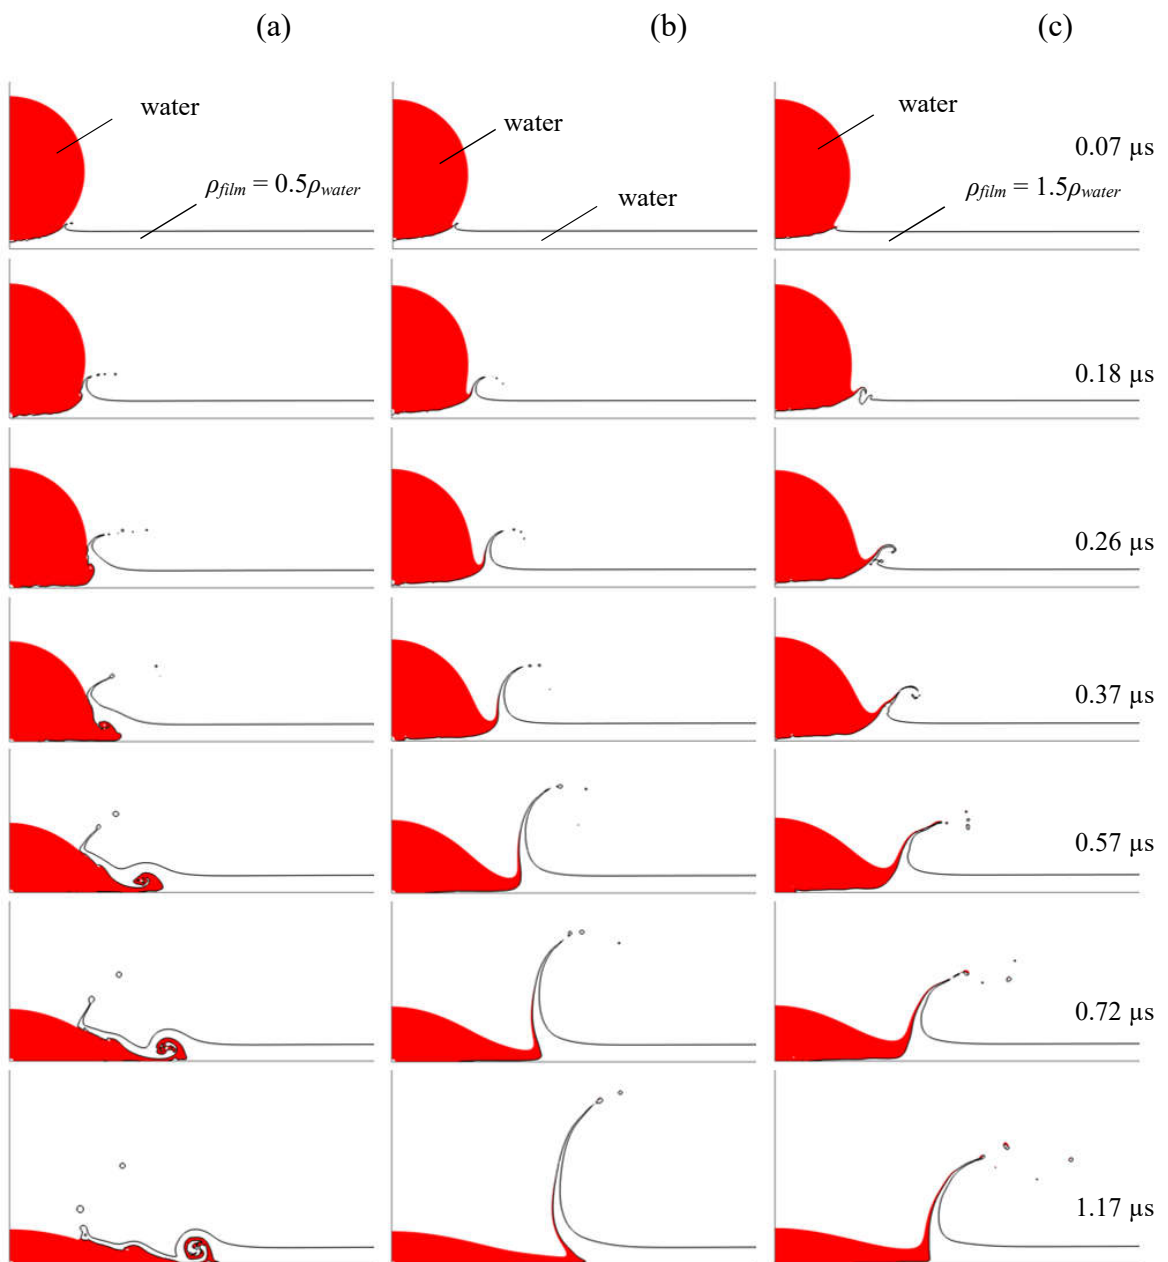 (a) (b) (c)
water water water
0.07 μs
ρfilm = 0.5ρwater water ρfilm = 1.5ρwater
0.18 μs
0.26 μs
0.37 μs
0.57 μs
0.72 μs
1.17 μs